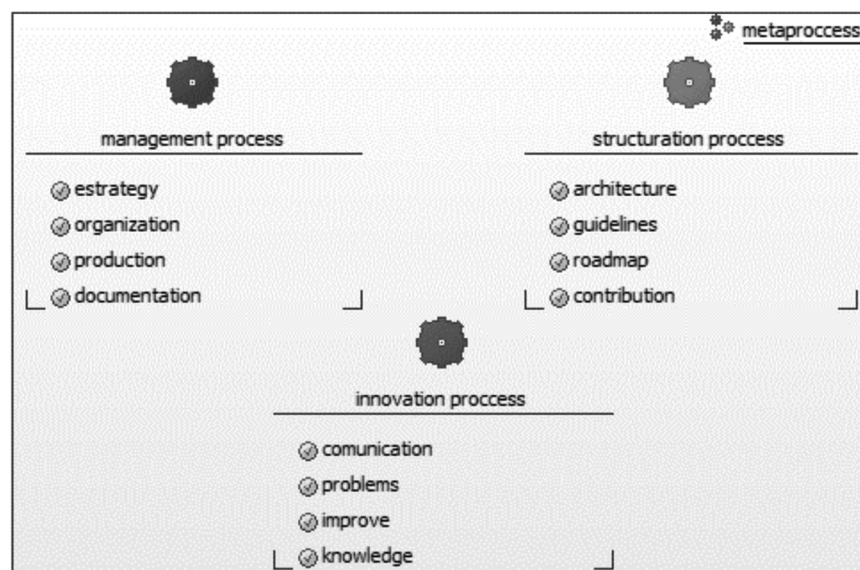 metaproccess
management process
estrategy
organization
production
documentation
structuration proccess
architecture
guidelines
roadmap
contribution
innovation proccess
comunication
problems
improve
knowledge